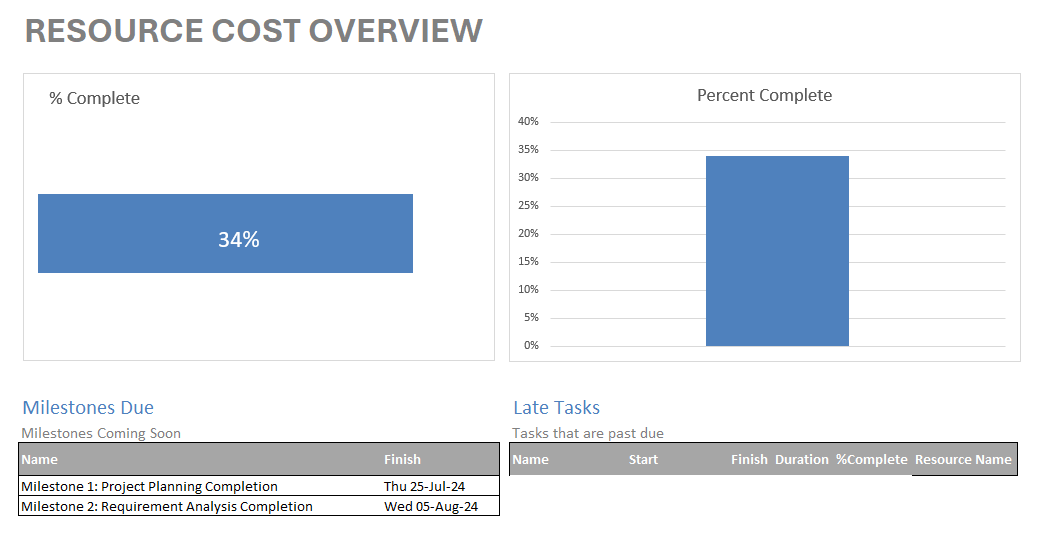 RESOURCE COST OVERVIEW
% Complete
34%
Percent Complete
40%
35%
30%
25%
20%
15%
10%
5%
0%
Milestones Due
Milestones Coming Soon
Name Finish
Milestone 1: Project Planning Completion Thu 25-Jul-24
Milestone 2: Requirement Analysis Completion Wed 05-Aug-24
Late Tasks
Tasks that are past due
Name Start Finish Duration %Complete Resource Name